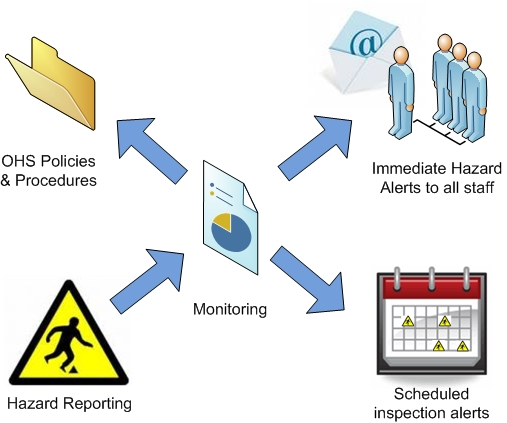 @
OHS Policies
& Procedures
Immediate Hazard
Alerts to all staff
Monitoring
Hazard Reporting
Scheduled
inspection alerts